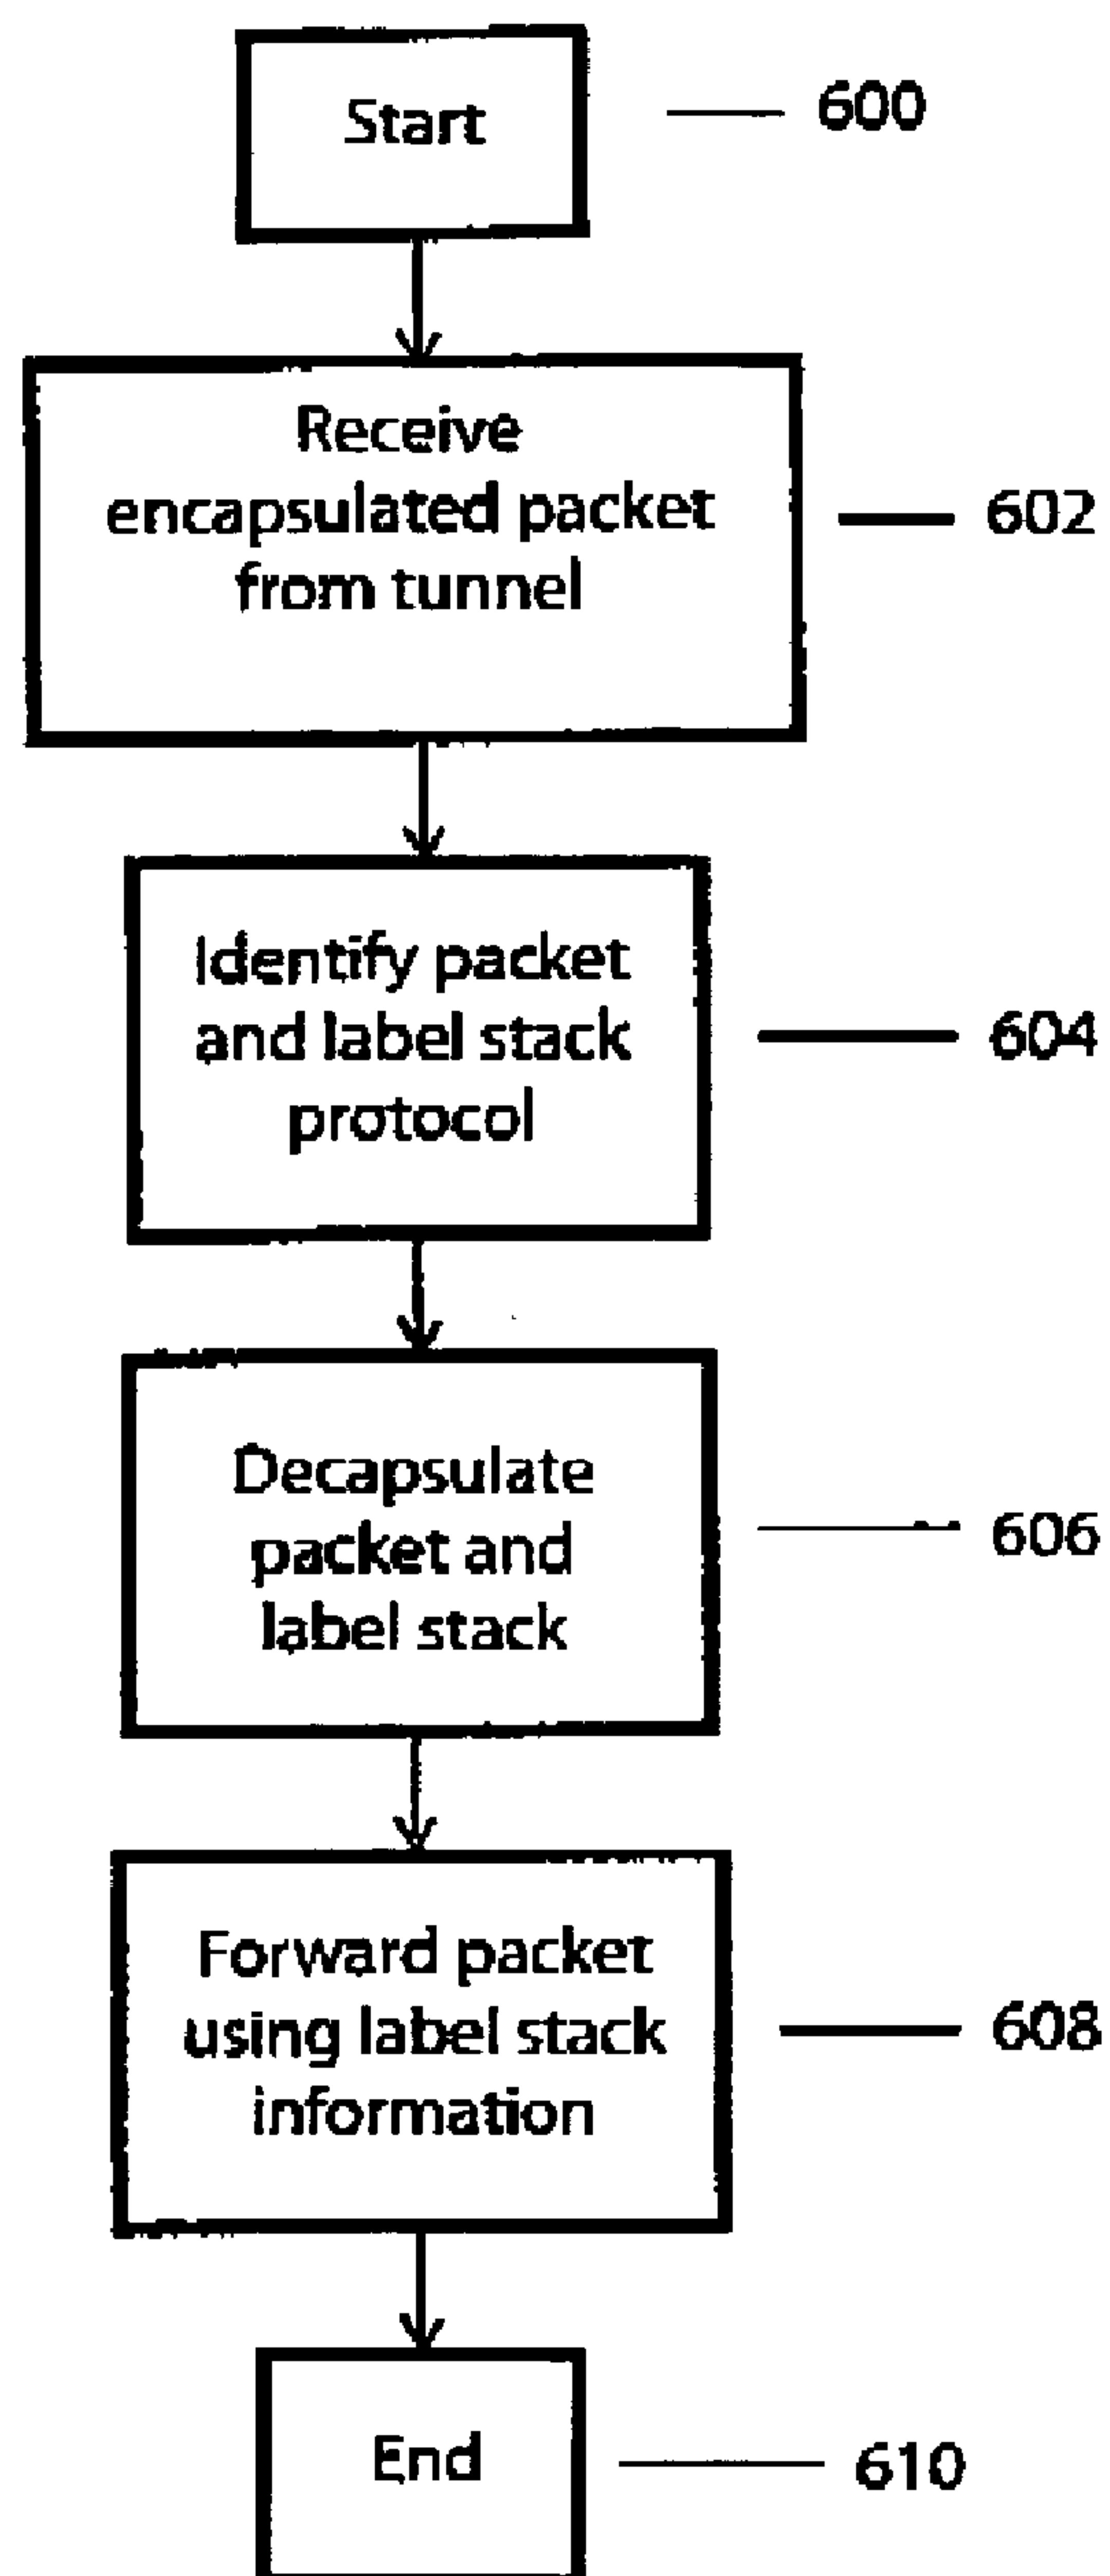 Start
600
Receive
encapsulated packet
from tunnel
602
Identify packet
and label stack
protocol
604
Decapsulate
packet and
label stack
606
Forward packet
using label stack
information
608
End
610